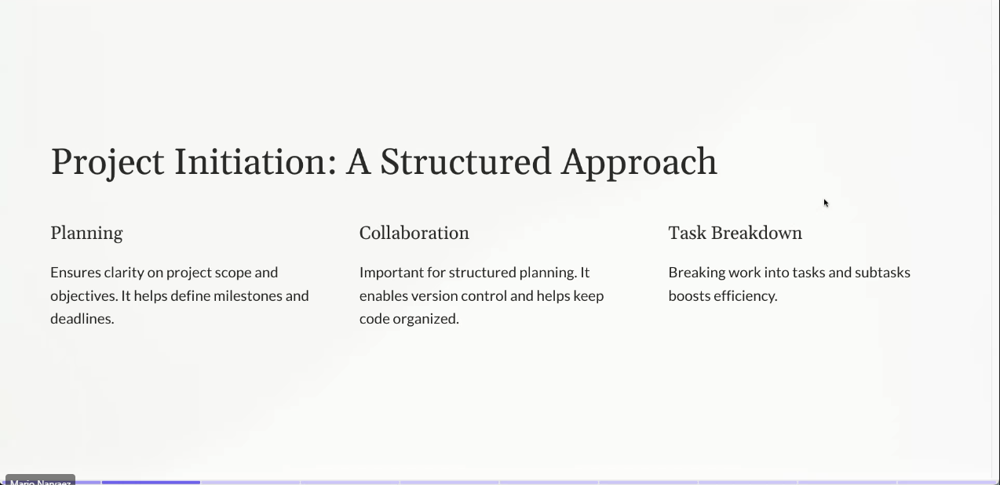 Project Initiation: A Structured Approach
Planning
Ensures clarity on project scope and
objectives. It helps define milestones and
deadlines.
Collaboration
Important for structured planning. It
enables version control and helps keep
code organized.
Task Breakdown
Breaking work into tasks and subtasks
boosts efficiency.
Mario Narvaez